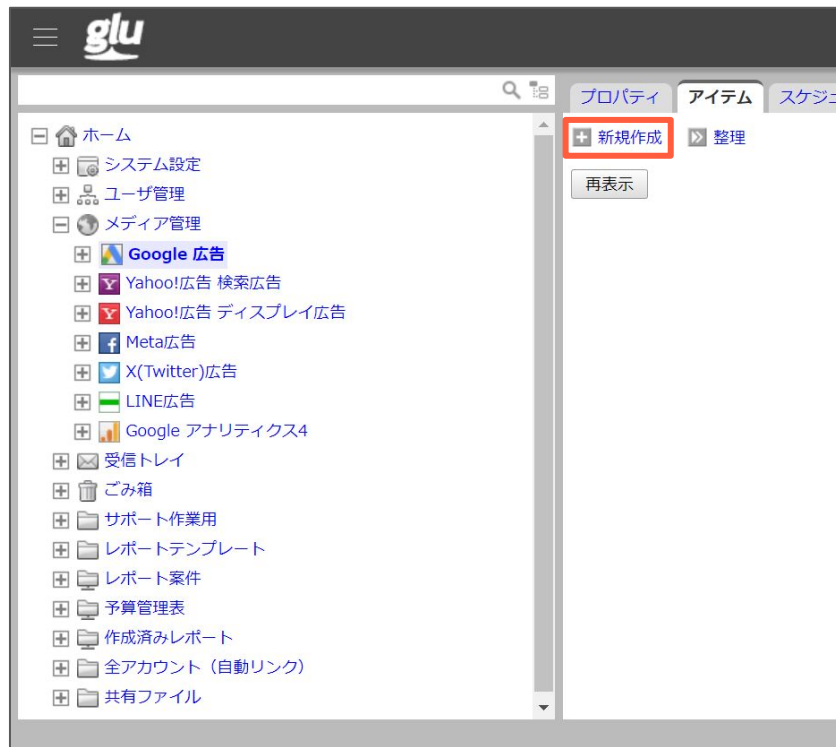 glu
プロパティ
アイテム
スケジュ
新規作成
整理
再表示
ホーム
システム設定
ユーザ管理
メディア管理
Google 広告
Yahoo!広告 検索広告
Yahoo!広告 ディスプレイ広告
Meta広告
X(Twitter)広告
LINE広告
Google アナリティクス4
受信トレイ
ごみ箱
サポート作業用
レポートテンプレート
レポート案件
予算管理表
作成済みレポート
全アカウント（自動リンク）
共有ファイル